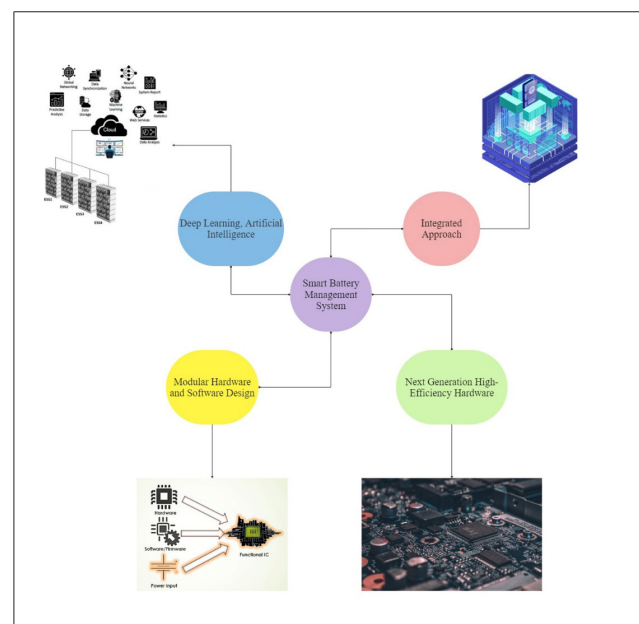 Global
Networking
Data
Synchronization
Neural
Networks
System Report
Predictive
Analysis
Data
Storage
Machine
Learning
Web Services
Statistics
Cloud
Data Analysis
ESS1
ESS2
ESS3
ESS4
Deep Learning, Artificial
Intelligence
Integrated
Approach
Smart Battery
Management
System
Modular Hardware
and Software Design
Next Generation High-
Efficiency Hardware
Hardware
Software/Firmware
Functional IC
Power Input